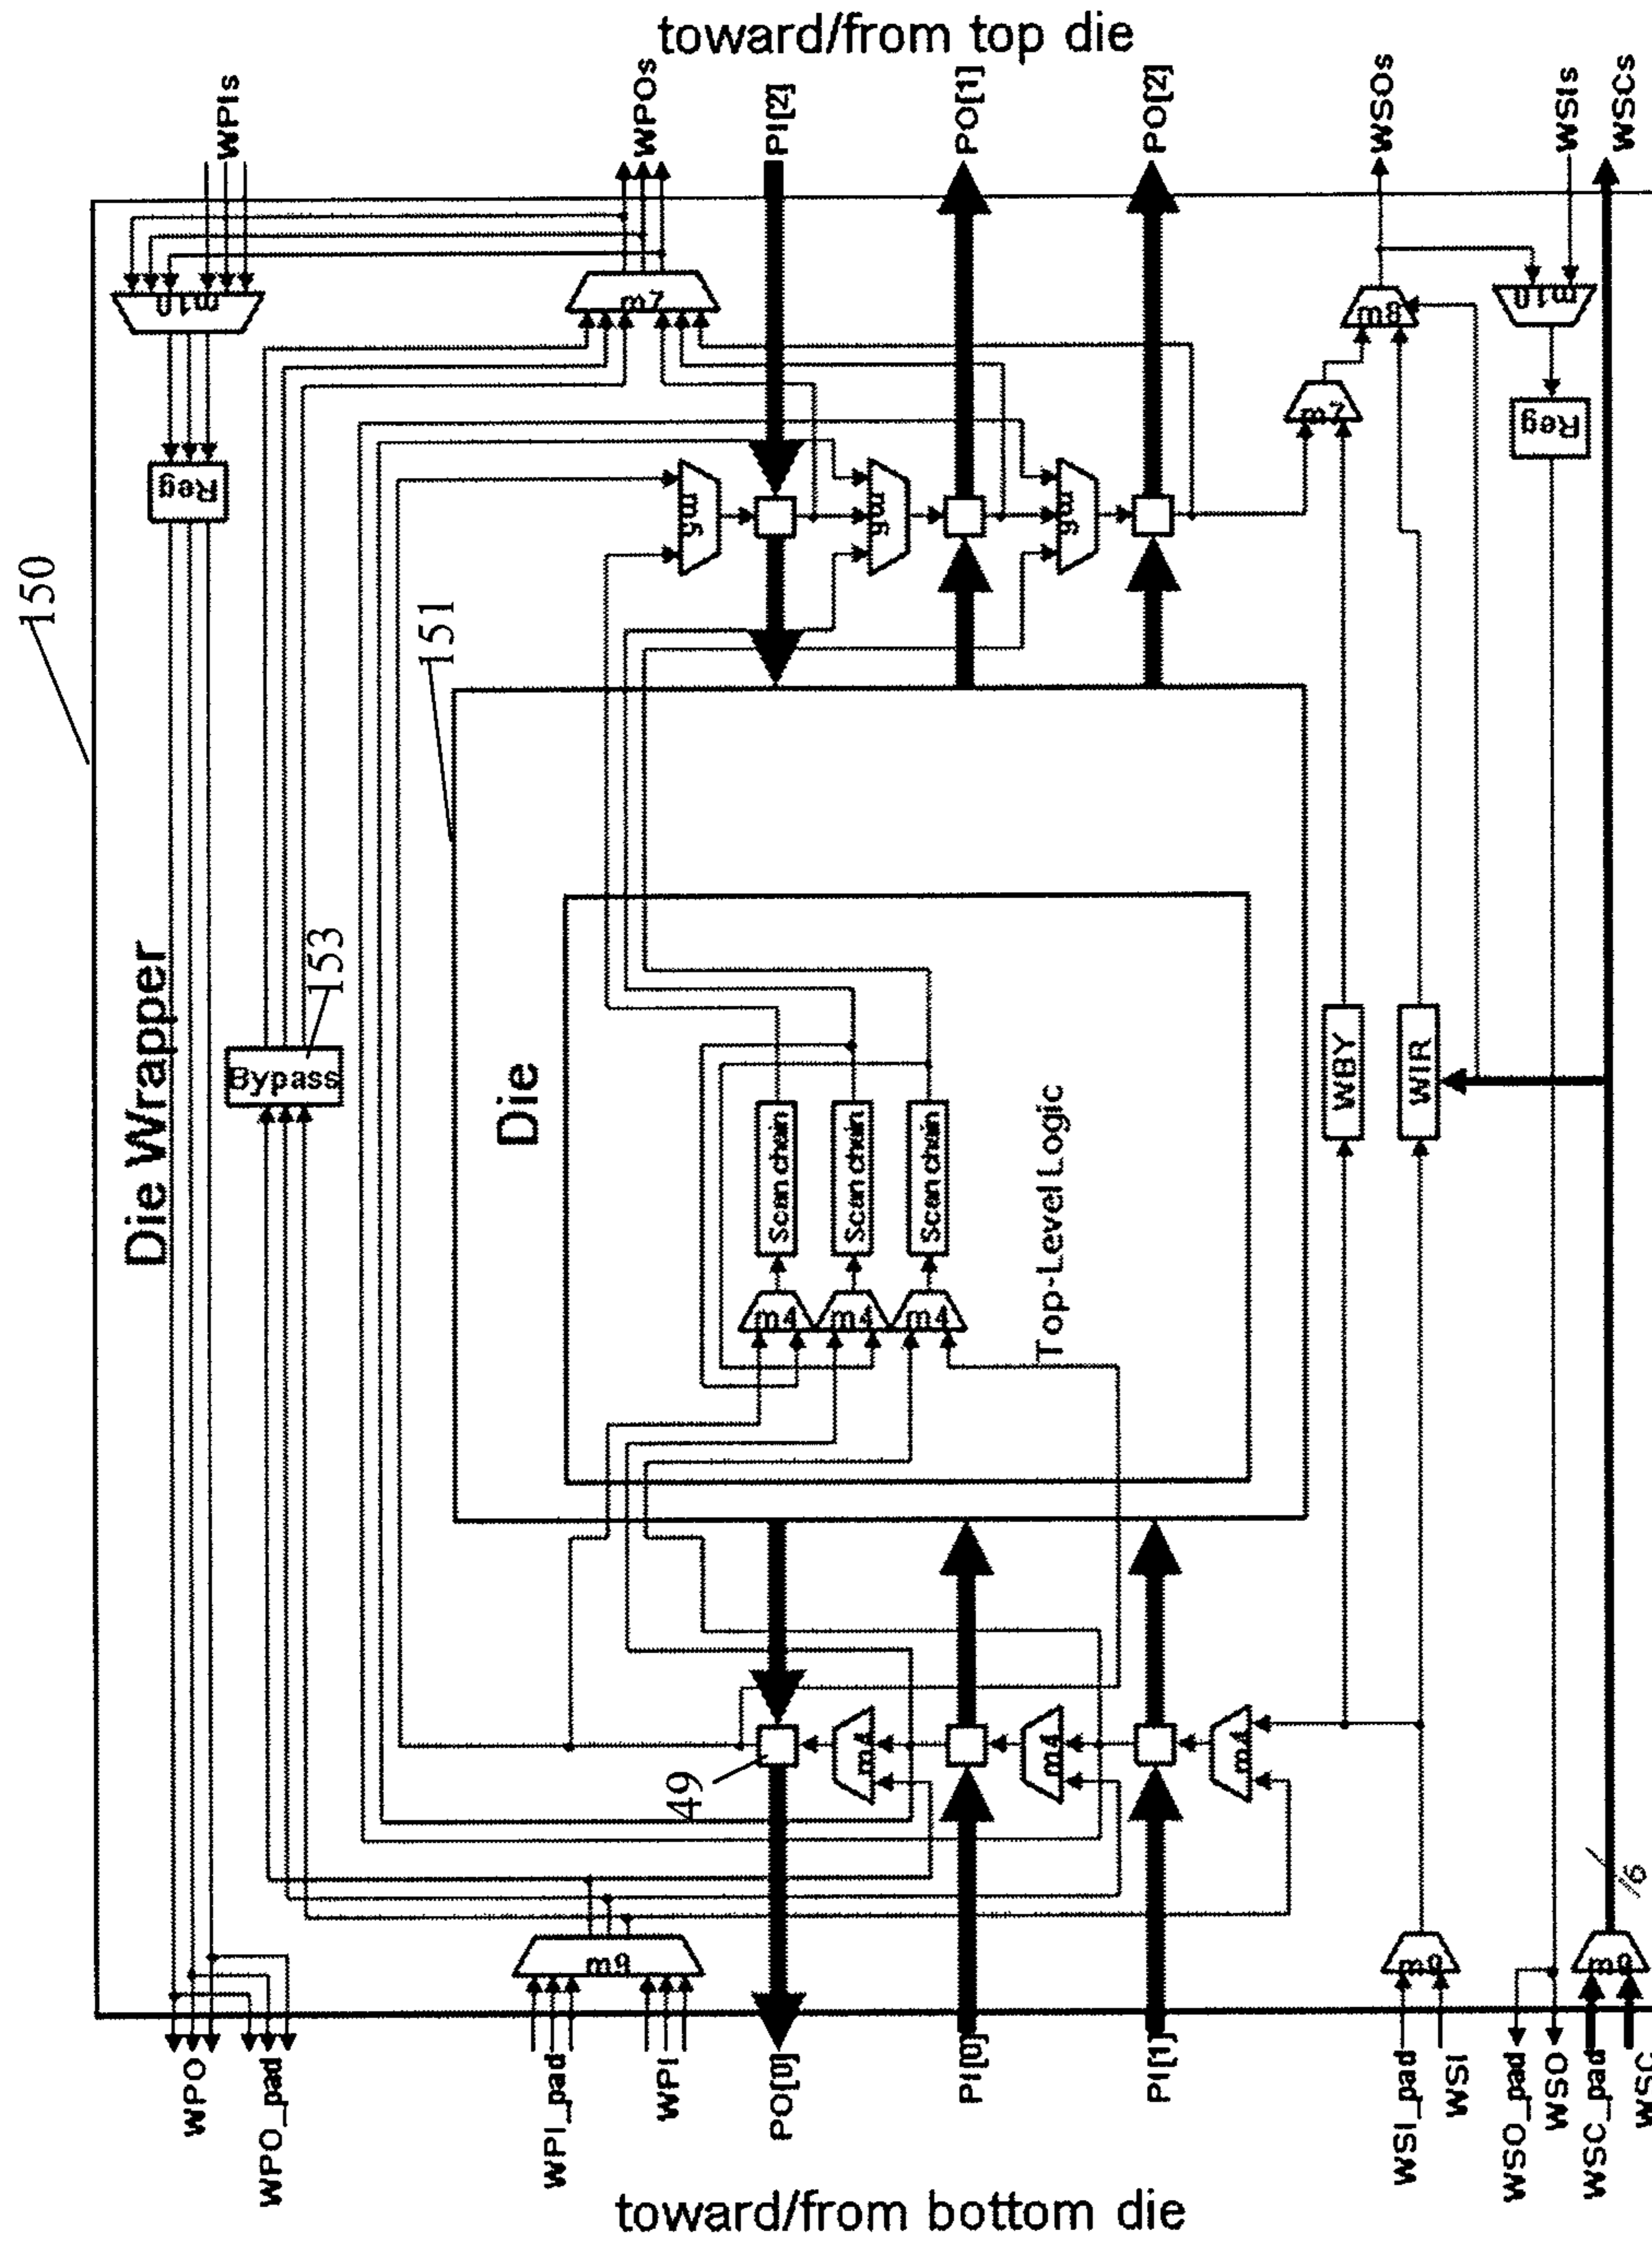 toward/from top die
WPIs
WPOs
PI[2]
PO[1]
PO[2]
WSOs
WSIs
WSCs
m10
m7
m8
m10
Reg
m7
Reg
m5
m5
m5
150
151
Die Wrapper
153
Bypass
Die
WBY
WIR
Scan chain
Scan chain
Scan chain
m4
m4
m4
Top-Level Logic
49
m4
m4
m4
m9
m9
m9
6
WPO
WPO_pad
WPI_pad
WPI
PO[0]
PI[0]
PI[1]
WSI_pad
WSI
WSO_pad
WSO
WSC_pad
WSC
toward/from bottom die